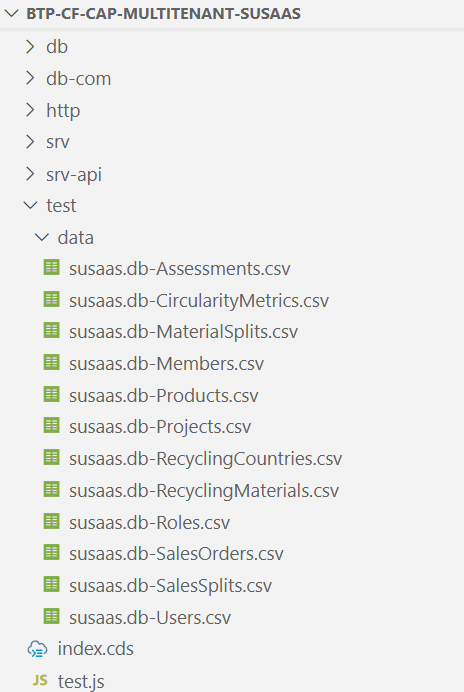 BTP-CF-CAP-MULTITENANT-SUSAAS
db
db-com
http
srv
srv-api
test
data
susaas.db-Assessments.csv
susaas.db-CircularityMetrics.csv
susaas.db-MaterialSplits.csv
susaas.db-Members.csv
susaas.db-Products.csv
susaas.db-Projects.csv
susaas.db-RecyclingCountries.csv
susaas.db-RecyclingMaterials.csv
susaas.db-Roles.csv
susaas.db-SalesOrders.csv
susaas.db-SalesSplits.csv
susaas.db-Users.csv
index.cds
JS test.js